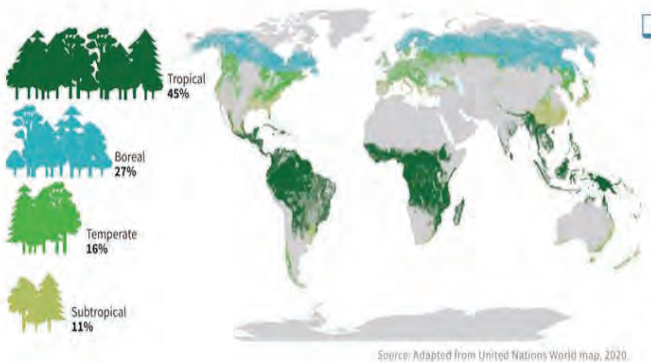 Tropical
45%
Boreal
27%
Temperate
16%
Subtropical
11%
Source: Adapted from United Nations World map, 2020.